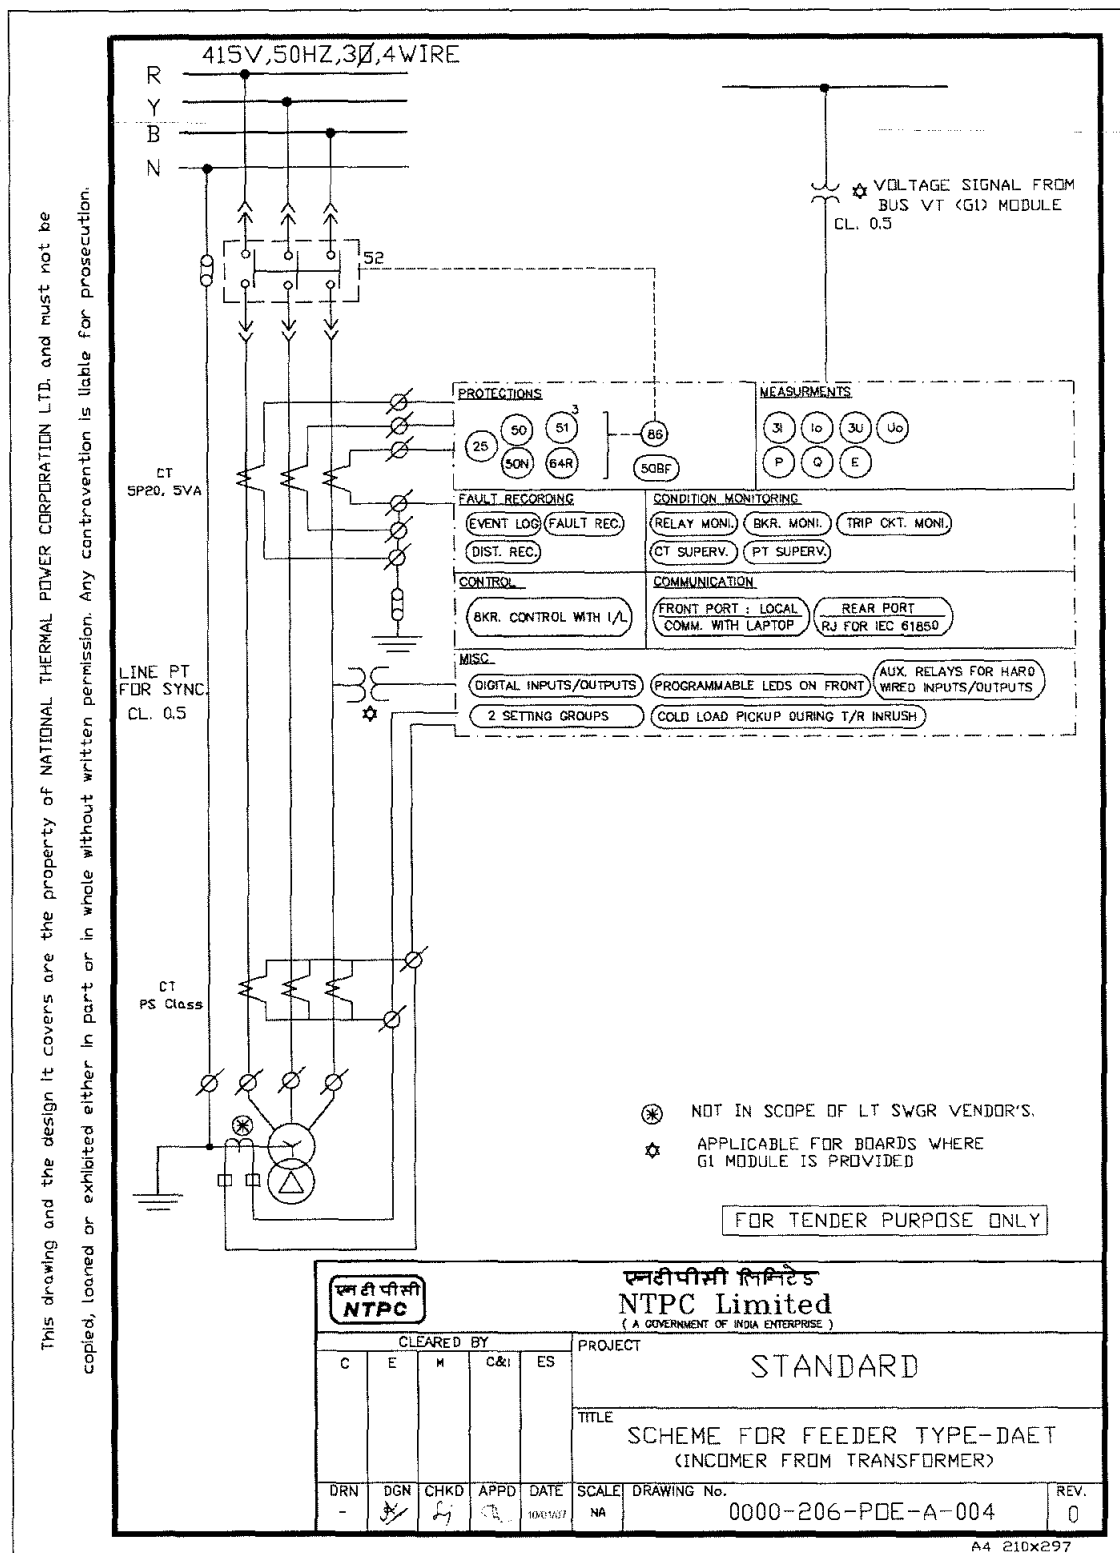 This drawing and the design it covers are the property of NATIONAL THERMAL POWER CORPORATION LTD. and must not be
copied, loaned or exhibited either in part or in whole without written permission. Any contravention is liable for prosecution.
415V,50HZ,3Ø,4WIRE
R
Y
B
N
VOLTAGE SIGNAL FROM
BUS VT (G1) MODULE
CL. 0.5
52
CT
5P20, 5VA
PROTECTIONS
25
50
51
3
50N
64R
86
50BF
MEASURMENTS
3I
Io
3U
Uo
P
Q
E
FAULT RECORDING
EVENT LOG
FAULT REC.
DIST. REC.
CONDITION MONITORING
RELAY MONI.
BKR. MONI.
TRIP CKT. MONI.
CT SUPERV.
PT SUPERV.
CONTROL
BKR. CONTROL WITH I/L
COMMUNICATION
FRONT PORT : LOCAL
COMM. WITH LAPTOP
REAR PORT
RJ FOR IEC 61850
MISC
DIGITAL INPUTS/OUTPUTS
PROGRAMMABLE LEDS ON FRONT
AUX. RELAYS FOR HARD
WIRED INPUTS/OUTPUTS
2 SETTING GROUPS
COLD LOAD PICKUP DURING T/R INRUSH
LINE PT
FOR SYNC.
CL. 0.5
CT
PS Class
NOT IN SCOPE OF LT SWGR VENDOR'S.
APPLICABLE FOR BOARDS WHERE
G1 MODULE IS PROVIDED
FOR TENDER PURPOSE ONLY
एनटीपीसी
NTPC
एनटीपीसी लिमिटेड
NTPC Limited
( A GOVERNMENT OF INDIA ENTERPRISE )
CLEARED BY
C E M C&I ES
PROJECT
STANDARD
TITLE
SCHEME FOR FEEDER TYPE-DAET
(INCOMER FROM TRANSFORMER)
DRN DGN CHKD APPD DATE SCALE DRAWING No. REV.
- NA 0000-206-POE-A-004 0
A4 210x297